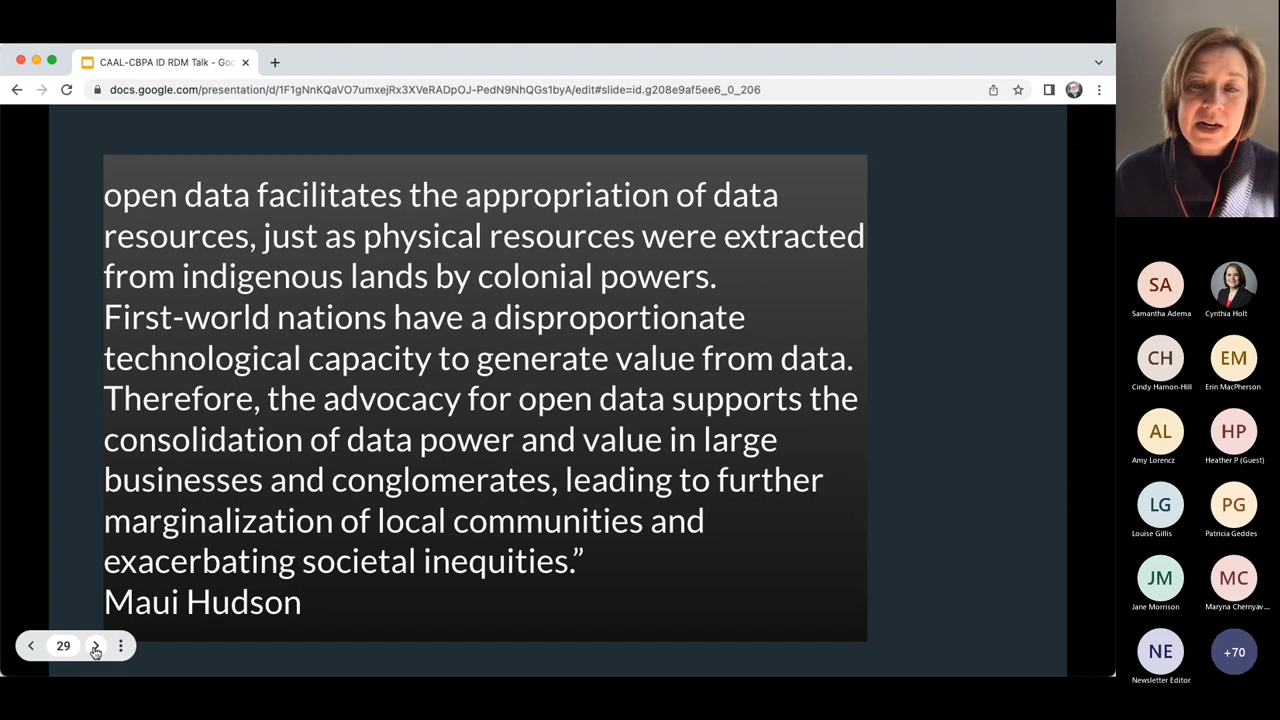 CAAL-CBPA ID RDM Talk - Goo
docs.google.com/presentation/d/1F1gNnKQaVO7umxejRx3XVeRADpOJ-PedN9NhQGs1byA/edit#slide=id.g208e9af5ee6_0_206
open data facilitates the appropriation of data
resources, just as physical resources were extracted
from indigenous lands by colonial powers.
First-world nations have a disproportionate
technological capacity to generate value from data.
Therefore, the advocacy for open data supports the
consolidation of data power and value in large
businesses and conglomerates, leading to further
marginalization of local communities and
exacerbating societal inequities.”
Maui Hudson
29
SA
Samantha Adema
Cynthia Holt
CH
Cindy Hamon-Hill
EM
Erin MacPherson
AL
Amy Lorencz
HP
Heather P (Guest)
LG
Louise Gillis
PG
Patricia Geddes
JM
Jane Morrison
MC
Maryna Chernyav...
NE
Newsletter Editor
+70